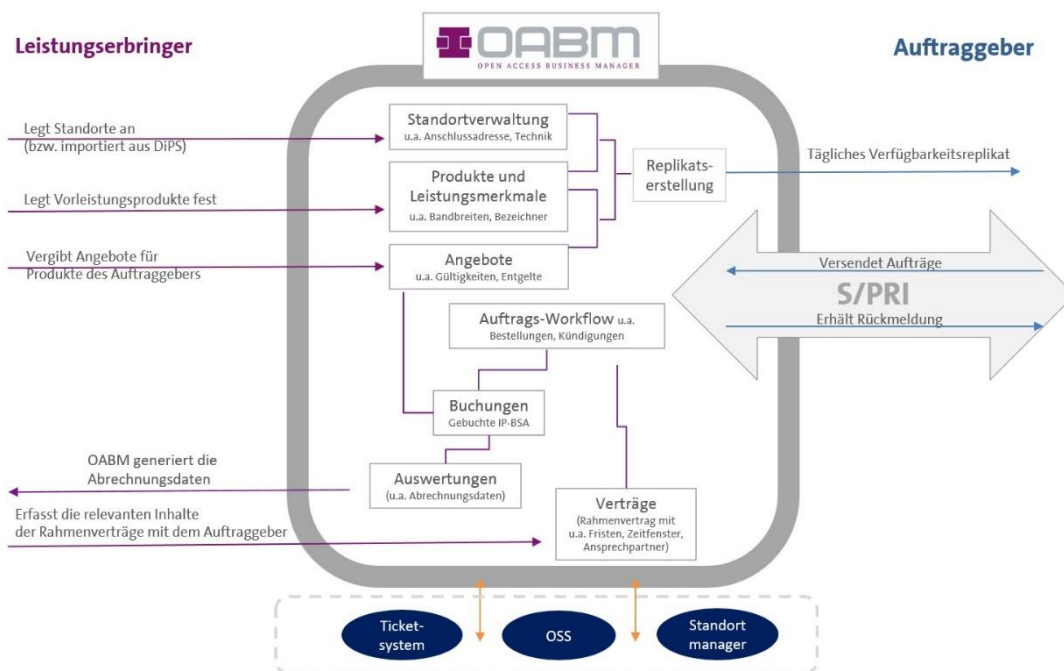 Leistungserbringer
OABM
OPEN ACCESS BUSINESS MANAGER
Auftraggeber
Legt Standorte an
(bzw. importiert aus DiPS)
Standortverwaltung
u.a. Anschlussadresse, Technik
Replikats-
erstellung
Tägliches Verfügbarkeitsreplikat
Legt Vorleistungsprodukte fest
Produkte und
Leistungsmerkmale
u.a. Bandbreiten, Bezeichner
Vergibt Angebote für
Produkte des Auftraggebers
Angebote
u.a. Gültigkeiten, Entgelte
Versendet Aufträge
S/PRI
Erhält Rückmeldung
Auftrags-Workflow u.a.
Bestellungen, Kündigungen
Buchungen
Gebuchte IP-BSA
OABM generiert die
Abrechnungsdaten
Auswertungen
(u.a. Abrechnungsdaten)
Erfasst die relevanten Inhalte
der Rahmenverträge mit dem Auftraggeber
Verträge
(Rahmenvertrag mit
u.a. Fristen, Zeitfenster,
Ansprechpartner)
Ticket-
system
OSS
Standort
manager